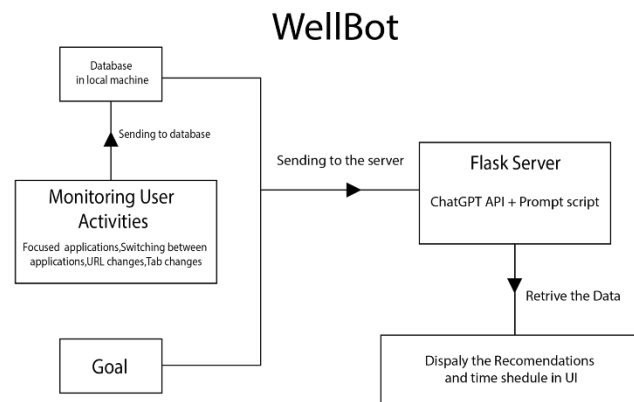 WellBot
Database
in local machine
Sending to database
Monitoring User
Activities
Focused applications,Switching between
applications,URL changes,Tab changes
Goal
Sending to the server
Flask Server
ChatGPT API + Prompt script
Retrive the Data
Dispaly the Recomendations
and time shedule in UI